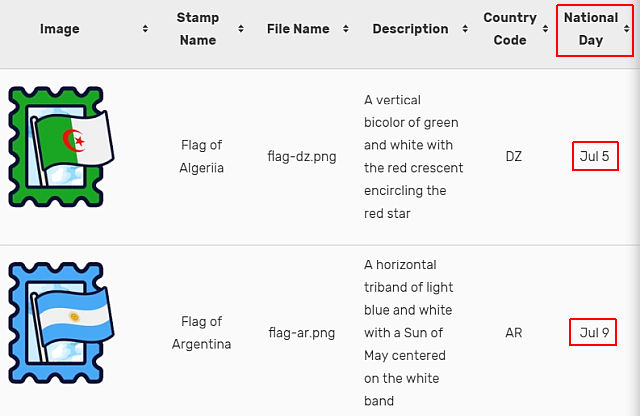 Image
Stamp
Name
File Name
Description
Country
Code
National
Day
Flag of
Algeriia
flag-dz.png
A vertical
bicolor of green
and white with
the red crescent
encircling the
red star
DZ
Jul 5
Flag of
Argentina
flag-ar.png
A horizontal
triband of light
blue and white
with a Sun of
May centered
on the white
band
AR
Jul 9